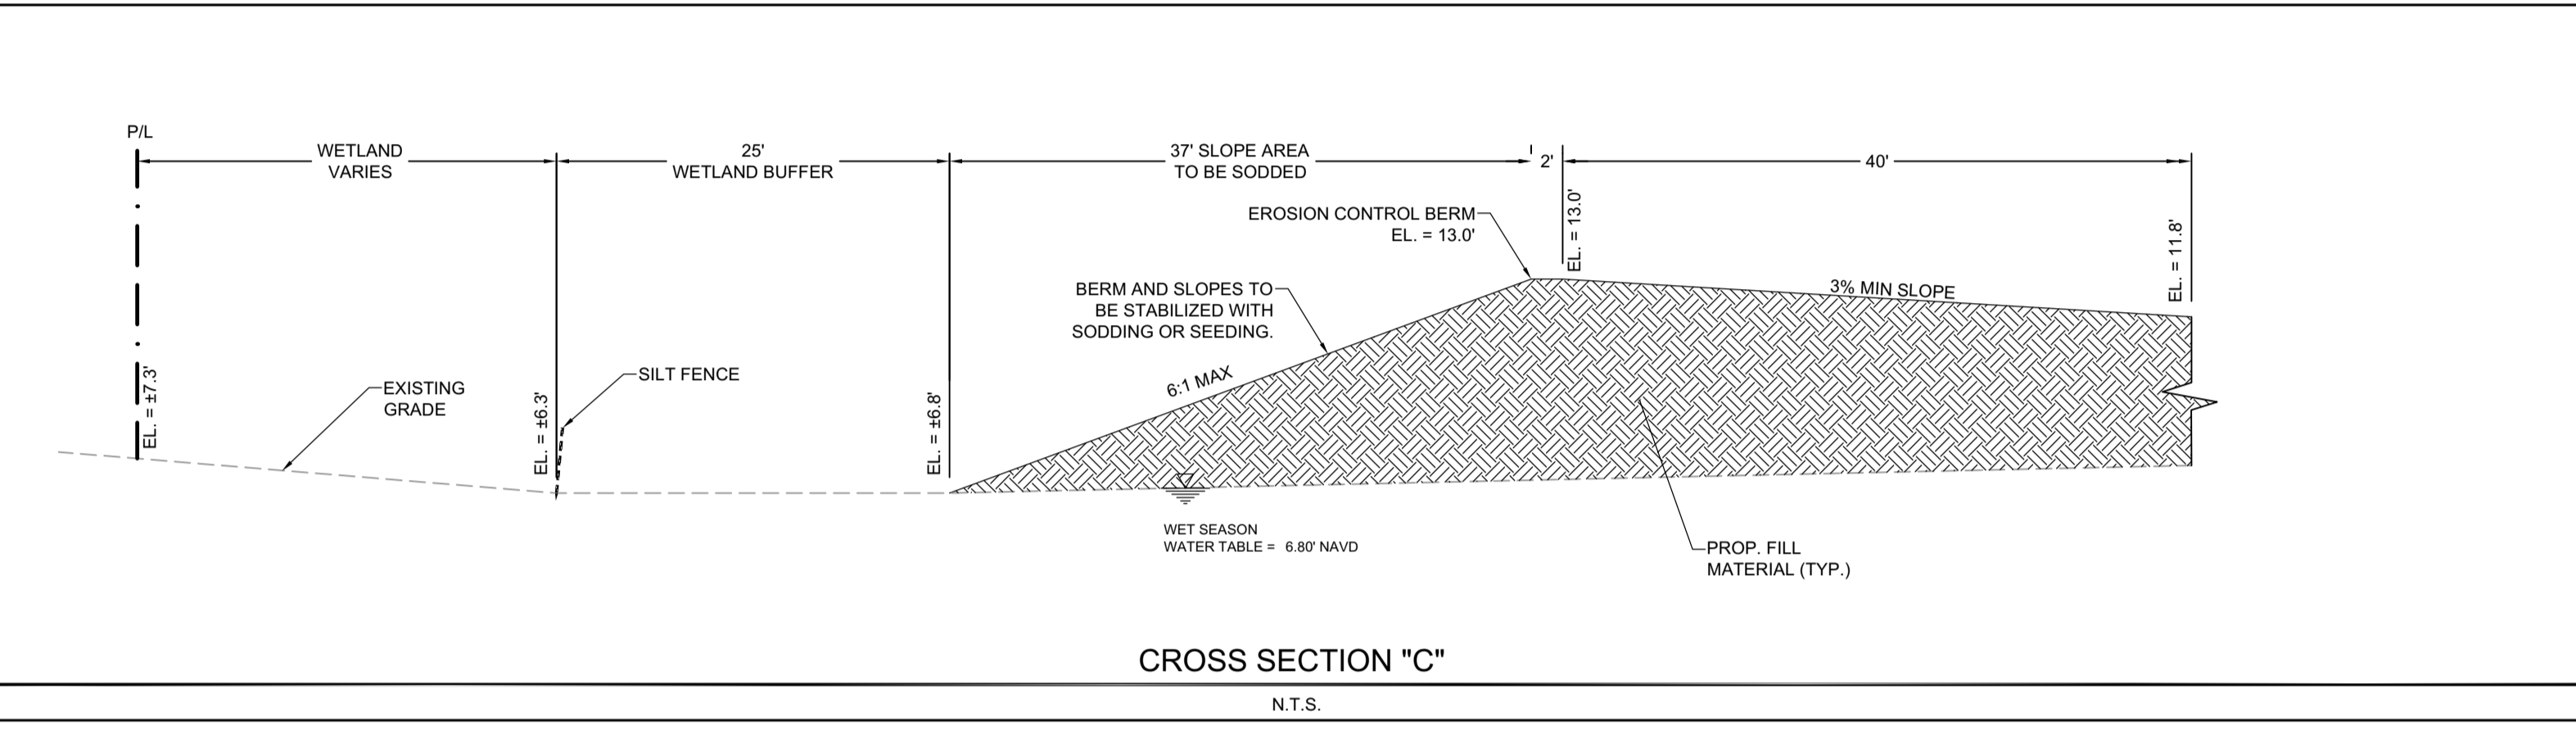 P/L
WETLAND
VARIES
25'
WETLAND BUFFER
37' SLOPE AREA
TO BE SODDED
2'
40'
EROSION CONTROL BERM
EL. = 13.0'
EL. = 13.0'
EL. = 11.8'
BERM AND SLOPES TO
BE STABILIZED WITH
SODDING OR SEEDING.
3% MIN SLOPE
6:1 MAX
EL. = ±7.3'
EXISTING
GRADE
EL. = ±6.3'
SILT FENCE
EL. = ±6.8'
WET SEASON
WATER TABLE = 6.80' NAVD
PROP. FILL
MATERIAL (TYP.)
CROSS SECTION "C"
N.T.S.